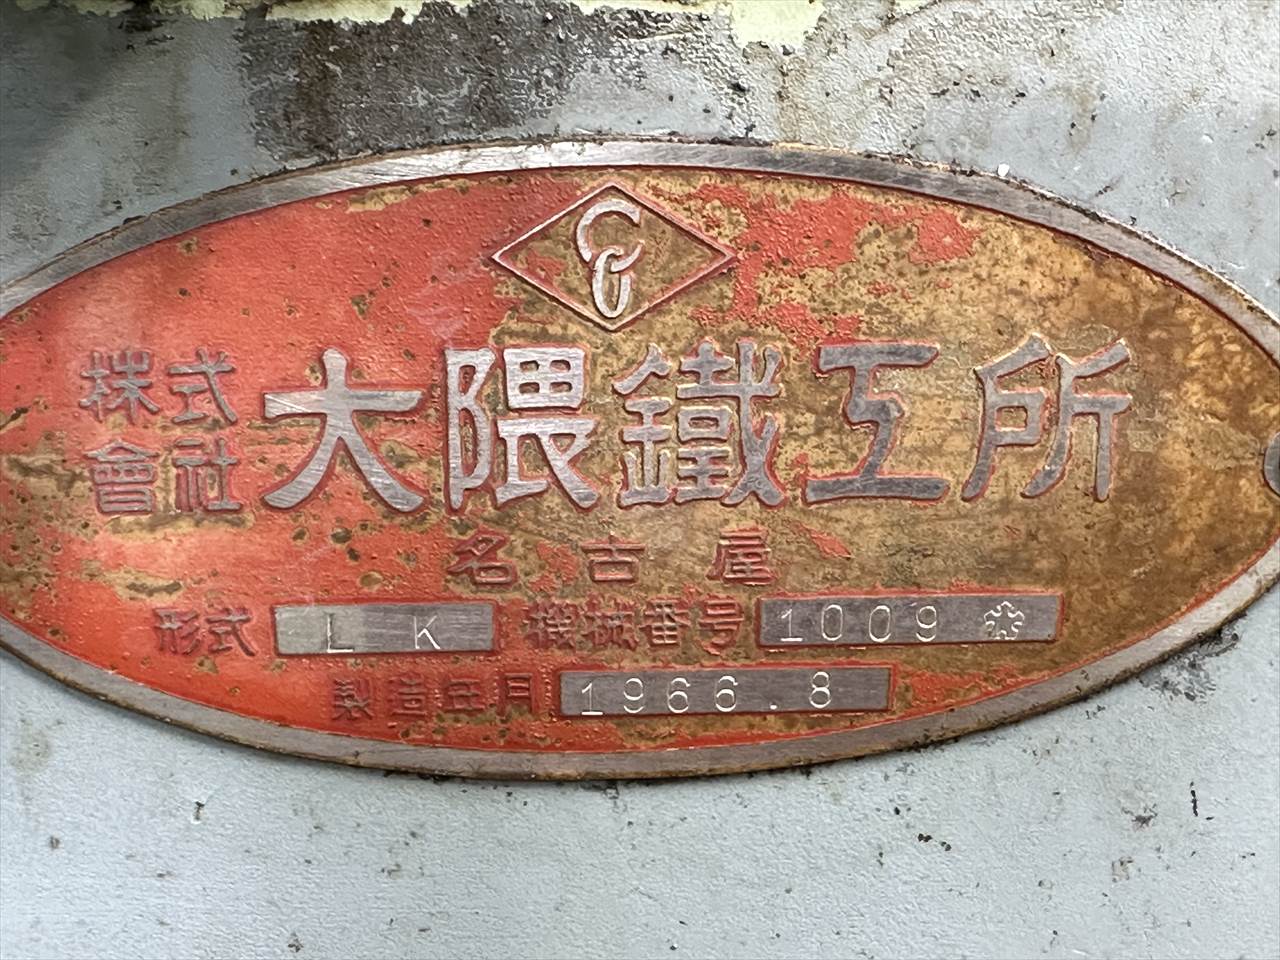 株式會社 大隈鐵工所
名古屋
形式 LK 機械番号 1009
製造年月 1966.8